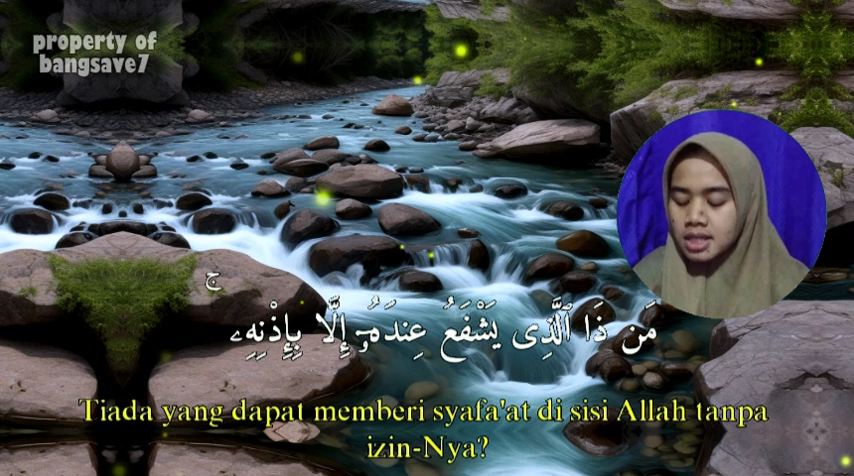 property of
bangsave7
مَن ذَا ٱلَّذِى يَشْفَعُ عِندَهُۥٓ إِلَّا بِإِذْنِهِۦ ۚ
Tiada yang dapat memberi syafa'at di sisi Allah tanpa
izin-Nya?